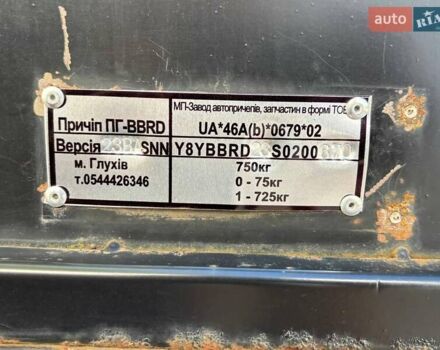 auto RIA
МП-Завод автопричепів, запчастин в формі ТОВ
Причіп ПГ-BBRD UA*46A(b)*0679*02
Версія SNN Y8YBBRD S0200
м. Глухів 750кг
т.0544426346 0 - 75кг
1 - 725кг